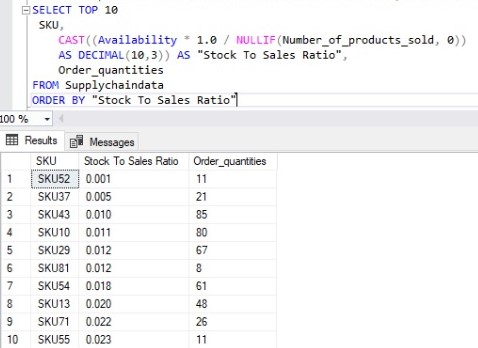 SELECT TOP 10
SKU,
CAST((Availability * 1.0 / NULLIF(Number_of_products_sold, 0))
AS DECIMAL(10,3)) AS "Stock To Sales Ratio",
Order_quantities
FROM Supplychaindata
ORDER BY "Stock To Sales Ratio"
100 %
Results Messages
SKU Stock To Sales Ratio Order_quantities
1 SKU52 0.001 11
2 SKU37 0.005 21
3 SKU43 0.010 85
4 SKU10 0.011 80
5 SKU29 0.012 67
6 SKU81 0.012 8
7 SKU54 0.018 61
8 SKU13 0.020 48
9 SKU71 0.022 26
10 SKU55 0.023 11